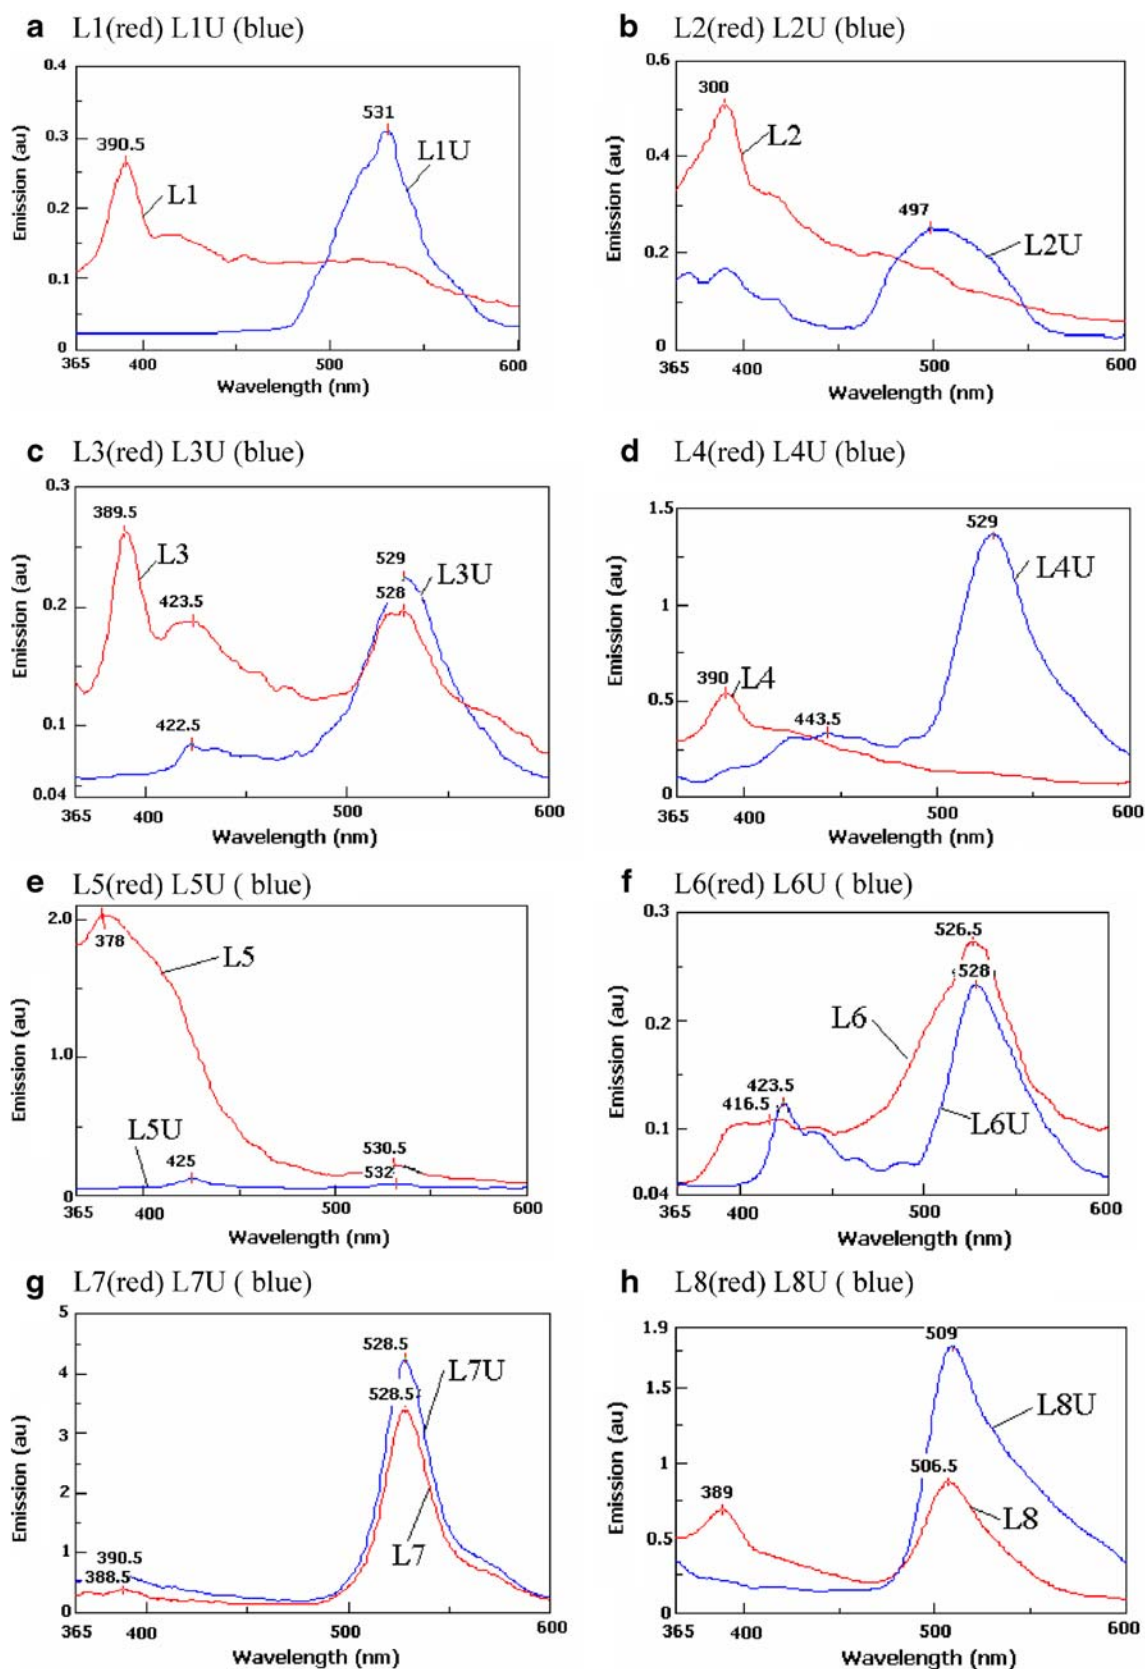 a L1(red) L1U (blue)
0.4
0.3
0.2
0.1
0
Emission (au)
390.5
L1
531
L1U
365 400 500 600
Wavelength (nm)
b L2(red) L2U (blue)
0.6
0.4
0.2
0
Emission (au)
300
L2
497
L2U
365 400 500 600
Wavelength (nm)
c L3(red) L3U (blue)
0.3
0.2
0.1
0.04
Emission (au)
389.5
L3
423.5
422.5
529
528
L3U
365 400 500 600
Wavelength (nm)
d L4(red) L4U (blue)
1.5
1
0.5
0
Emission (au)
390
L4
443.5
529
L4U
365 400 500 600
Wavelength (nm)
e L5(red) L5U ( blue)
2.0
1.0
0
Emission (au)
378
L5
L5U
425
530.5
532
365 400 500 600
Wavelength (nm)
f L6(red) L6U ( blue)
0.3
0.2
0.1
0.04
Emission (au)
526.5
528
L6
423.5
416.5
L6U
365 400 500 600
Wavelength (nm)
g L7(red) L7U ( blue)
5
4
3
2
1
0
Emission (au)
528.5
L7U
528.5
L7
390.5
388.5
365 400 500 600
Wavelength (nm)
h L8(red) L8U ( blue)
1.9
1.5
1
0.5
0
Emission (au)
509
L8U
506.5
389
L8
365 400 500 600
Wavelength (nm)